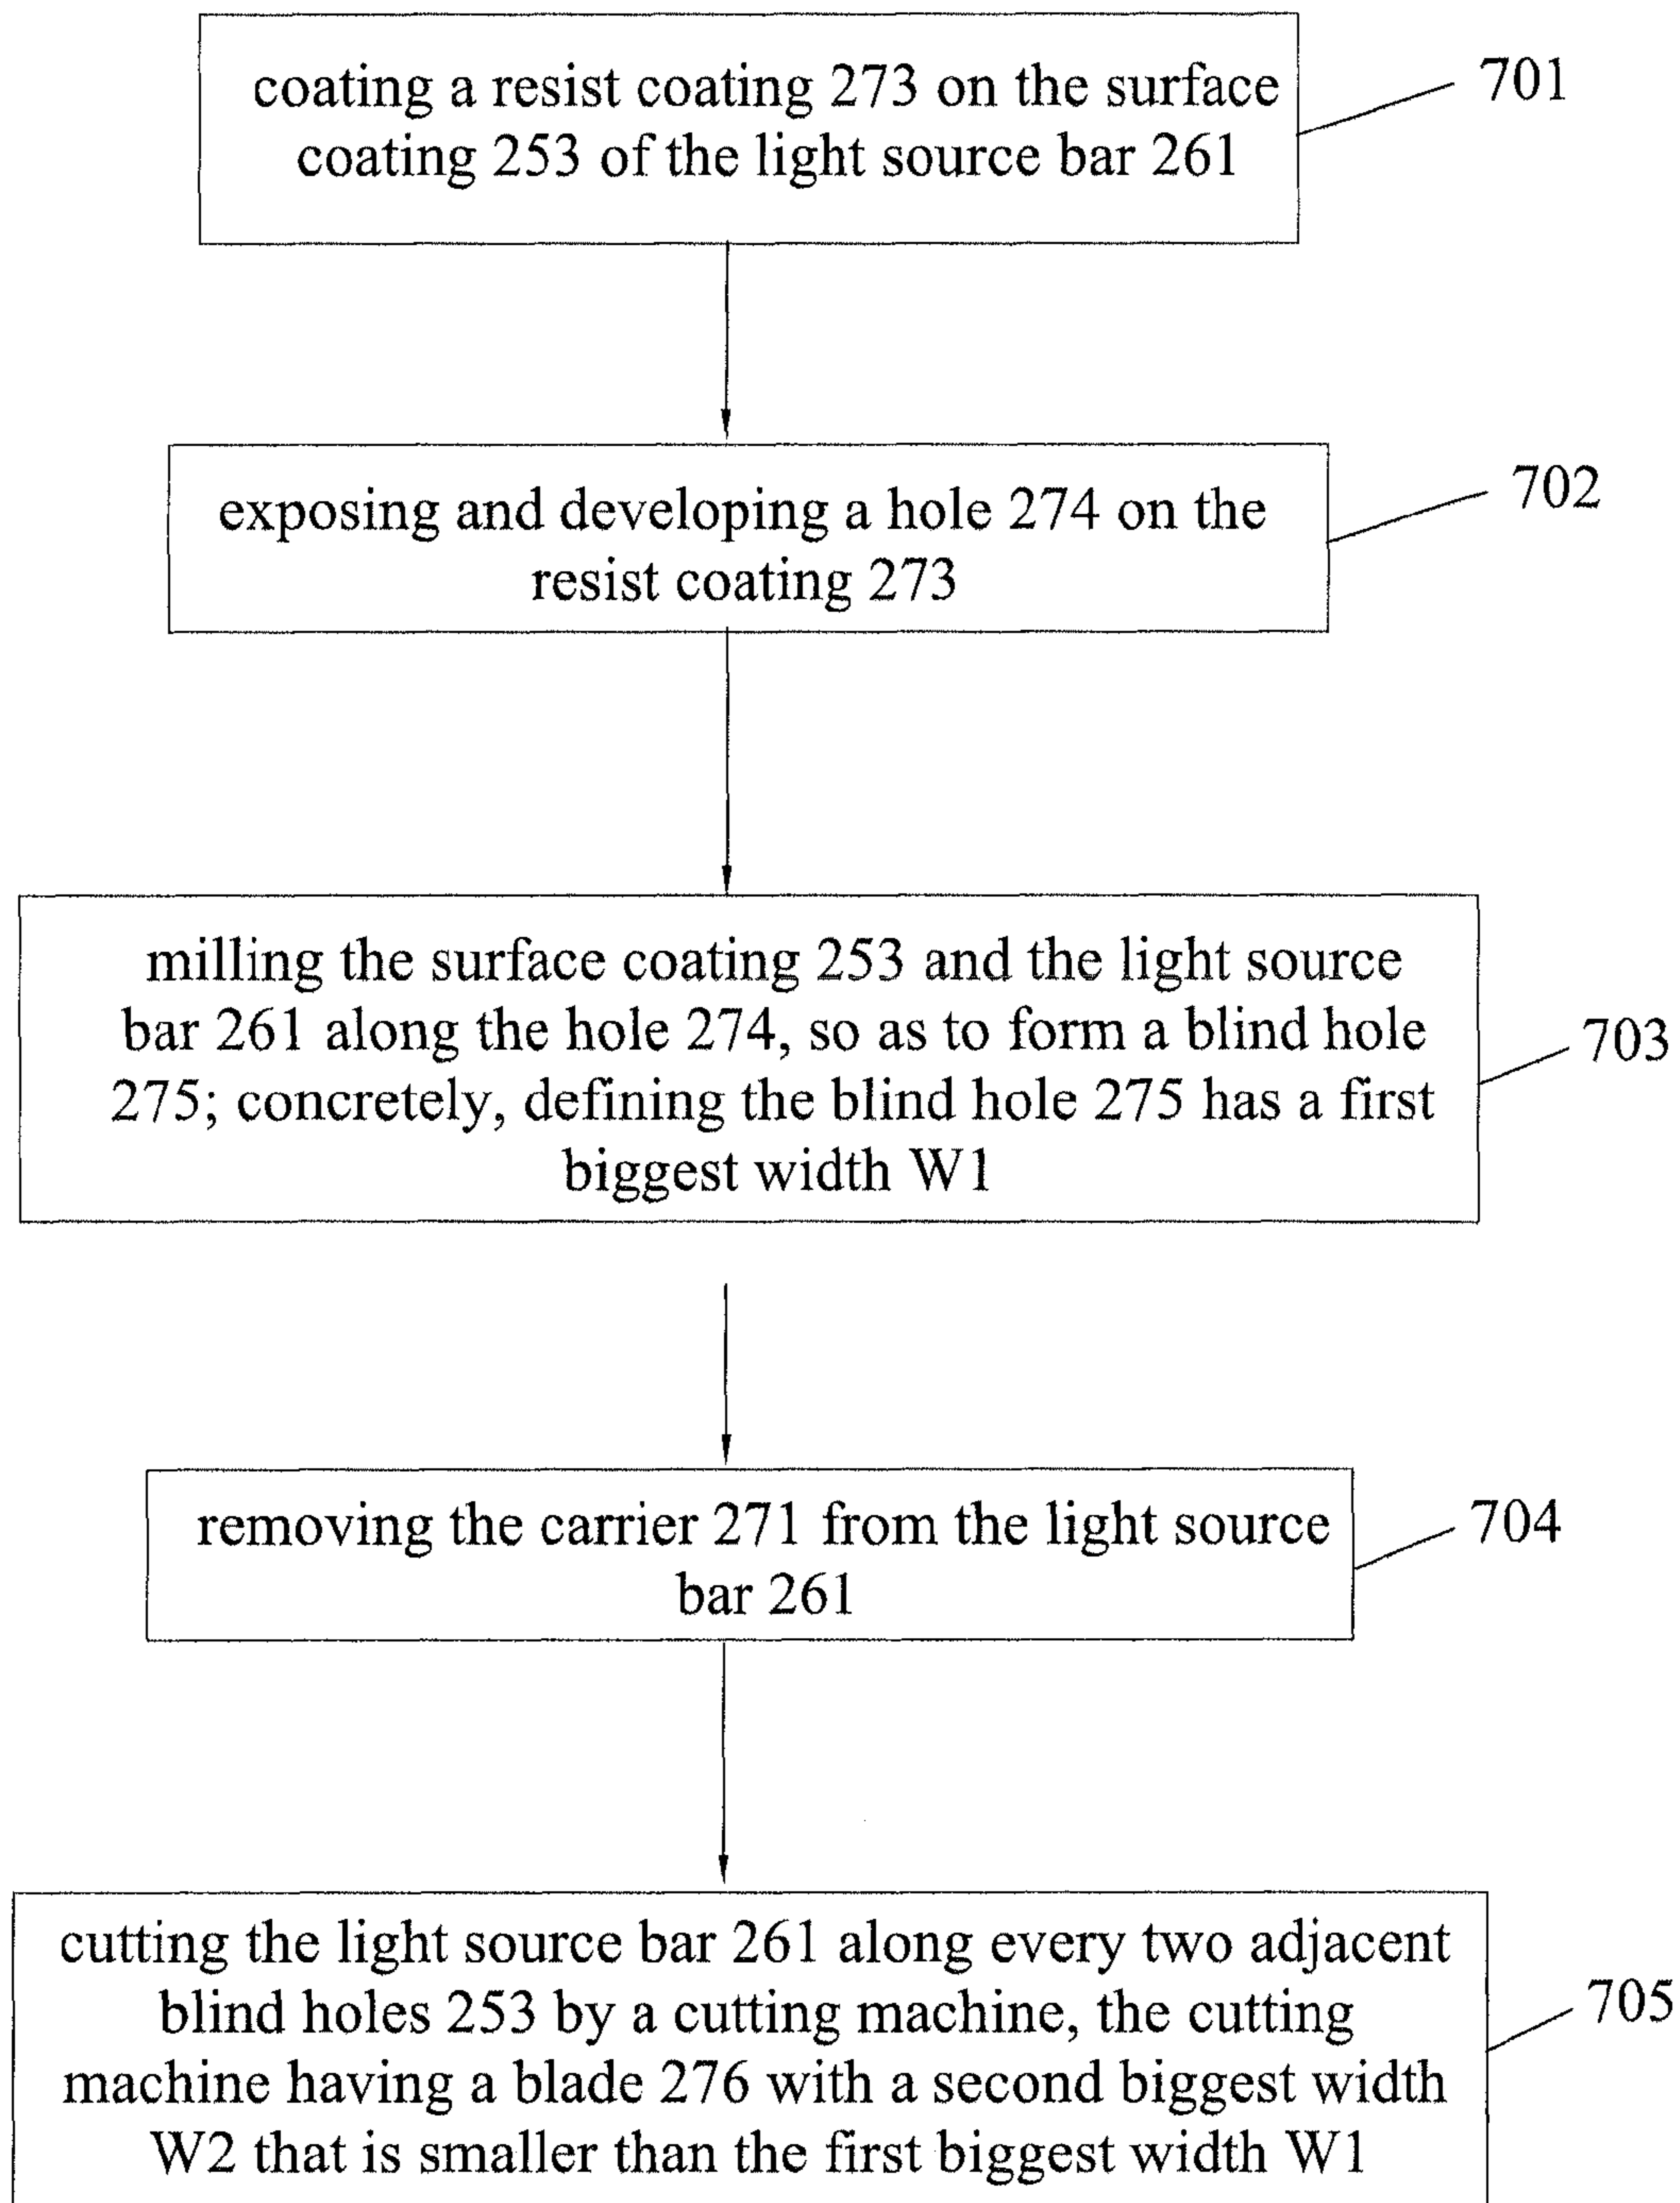 coating a resist coating 273 on the surface
coating 253 of the light source bar 261
701
exposing and developing a hole 274 on the
resist coating 273
702
milling the surface coating 253 and the light source
bar 261 along the hole 274, so as to form a blind hole
275; concretely, defining the blind hole 275 has a first
biggest width W1
703
removing the carrier 271 from the light source
bar 261
704
cutting the light source bar 261 along every two adjacent
blind holes 253 by a cutting machine, the cutting
machine having a blade 276 with a second biggest width
W2 that is smaller than the first biggest width W1
705